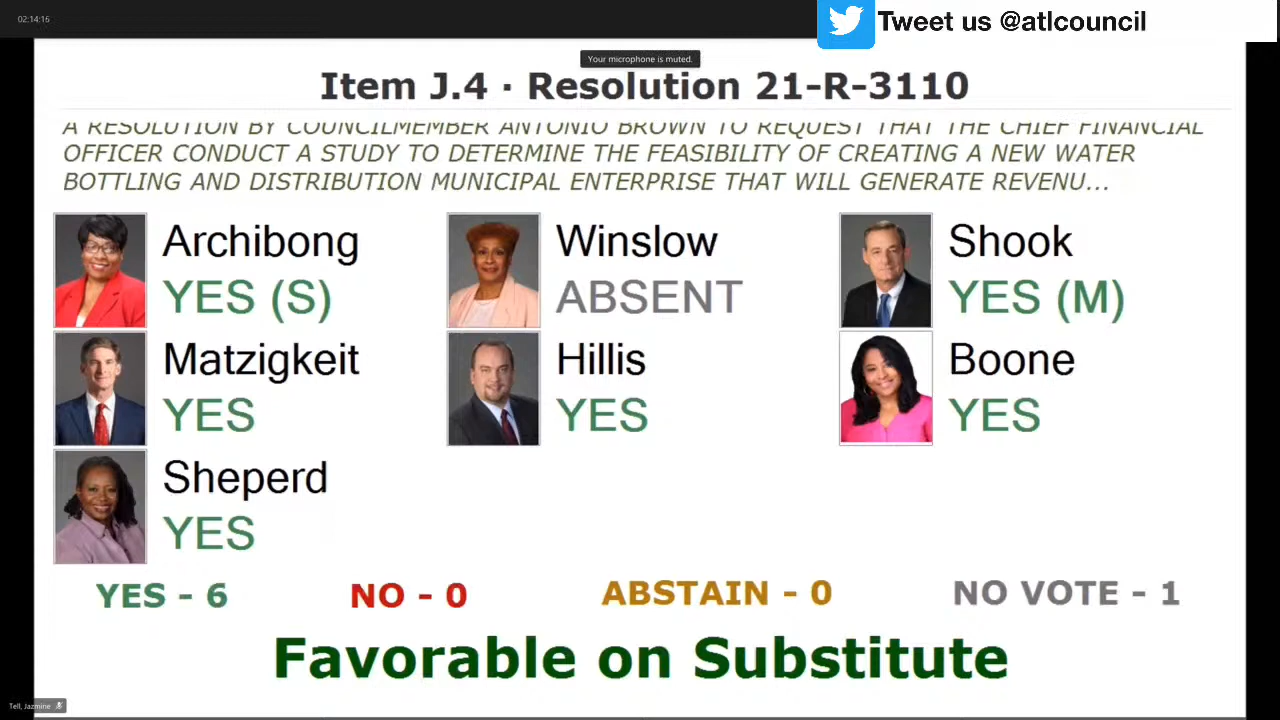 02:14:16
Tweet us @atlcouncil
Your microphone is muted.
Item J.4 · Resolution 21-R-3110
A RESOLUTION BY COUNCILMEMBER ANTONIO BROWN TO REQUEST THAT THE CHIEF FINANCIAL
OFFICER CONDUCT A STUDY TO DETERMINE THE FEASIBILITY OF CREATING A NEW WATER
BOTTLING AND DISTRIBUTION MUNICIPAL ENTERPRISE THAT WILL GENERATE REVENU...
Archibong
YES (S)
Winslow
ABSENT
Shook
YES (M)
Matzigkeit
YES
Hillis
YES
Boone
YES
Sheperd
YES
YES - 6
NO - 0
ABSTAIN - 0
NO VOTE - 1
Favorable on Substitute
Tell, Jazmine